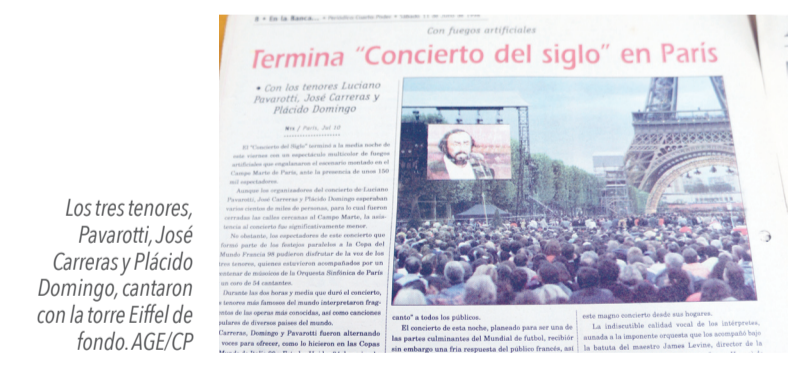 Los tres tenores,
Pavarotti, José
Carreras y Plácido
Domingo, cantaron
con la torre Eiffel de
fondo. AGE/CP
8 • En la Banca...
Con fuegos artificiales
Termina “Concierto del siglo” en París
• Con los tenores Luciano
Pavarotti, José Carreras y
Plácido Domingo
París, Jul 10
El "Concierto del Siglo" terminó a la media noche de
este viernes con un espectáculo multicolor de fuegos
artificiales que engalanaron el escenario montado en el
Campo Marte de París, ante la presencia de unos 150
mil espectadores.
Aunque los organizadores del concierto de Luciano
Pavarotti, José Carreras y Plácido Domingo esperaban
varios cientos de miles de personas, para lo cual fueron
cerradas las calles cercanas al Campo Marte, la asis-
tencia al concierto fue significativamente menor.
No obstante, los espectadores de este concierto que
formó parte de los festejos paralelos a la Copa del
Mundo Francia 98 pudieron disfrutar de la voz de los
tres tenores, quienes estuvieron acompañados por un
centenar de músicos de la Orquesta Sinfónica de París
un coro de 54 cantantes.
Durante las dos horas y media que duró el concierto,
s tenores más famosos del mundo interpretaron frag-
ntos de las operas más conocidas, así como canciones
pulares de diversos países del mundo.
Carreras, Domingo y Pavarotti fueron alternando
voces para ofrecer, como lo hicieron en las Copas
canto" a todos los públicos.
El concierto de esta noche, planeado para ser una de
las partes culminantes del Mundial de futbol, recibió
sin embargo una fría respuesta del público francés, así
este magno concierto desde sus hogares.
La indiscutible calidad vocal de los intérpretes,
aunada a la imponente orquesta que los acompañó bajo
la batuta del maestro James Levine, director de la